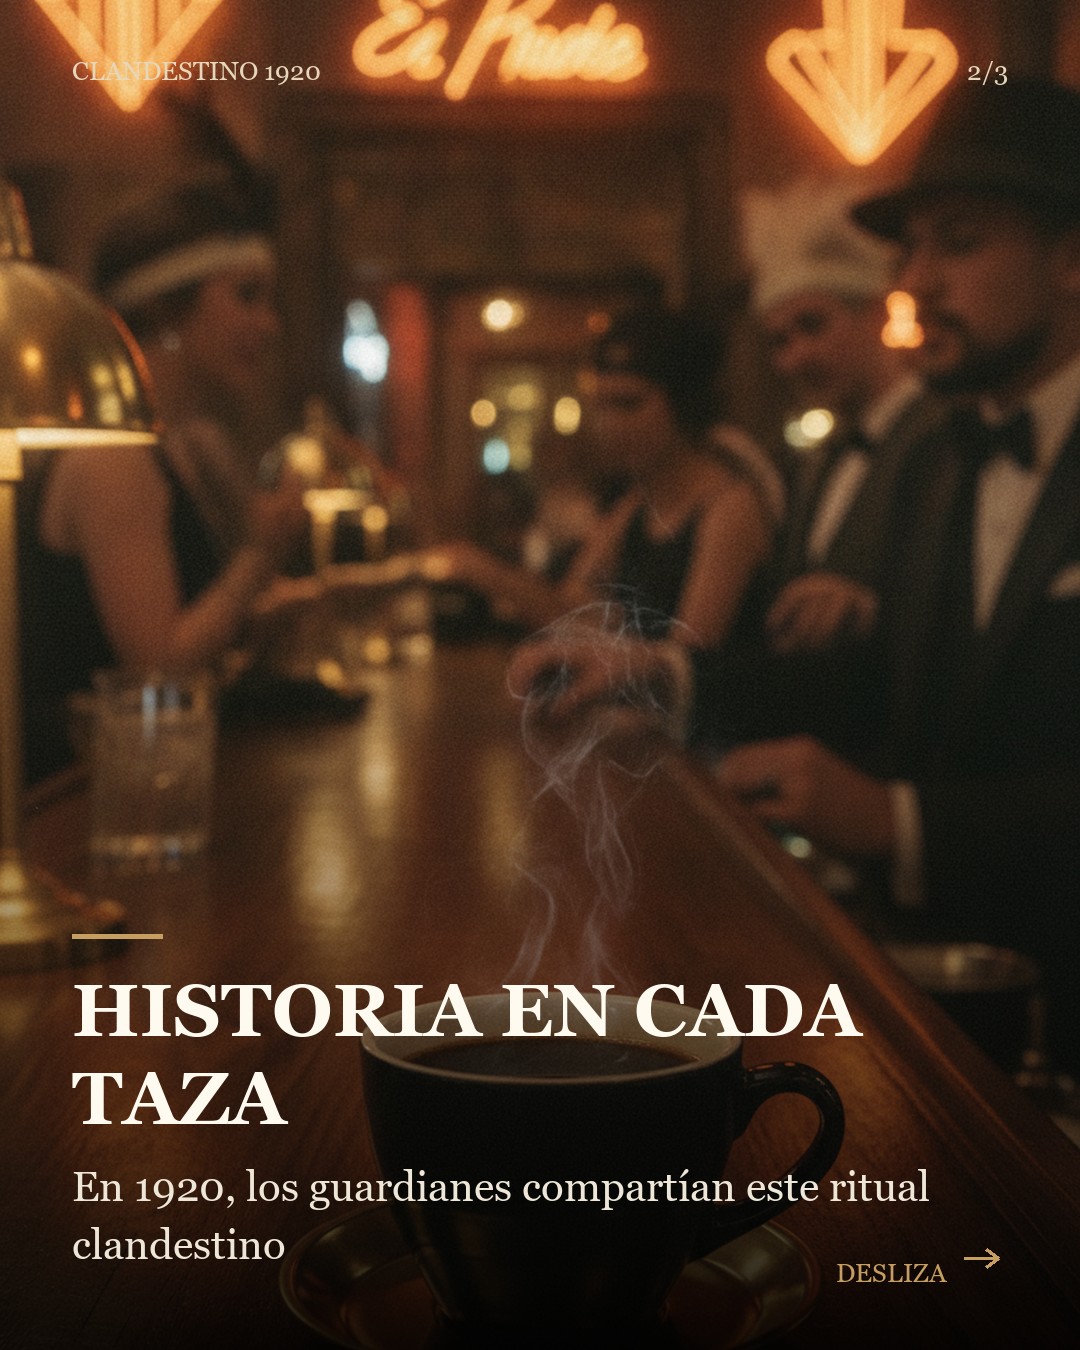 CLANDESTINO 1920
2/3
HISTORIA EN CADA
TAZA
En 1920, los guardianes compartían este ritual
clandestino
DESLIZA